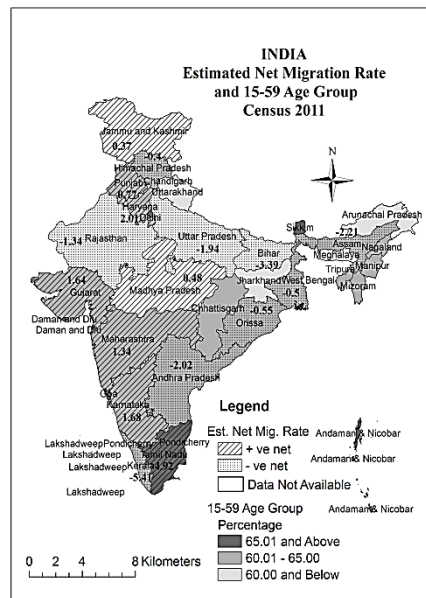 INDIA
Estimated Net Migration Rate
and 15-59 Age Group
Census 2011
N
Jammu and Kashmir
0.37
-0.4
Himachal Pradesh
Chandigarh
Punjab
0.77
Uttarakhand
Haryana
2.01
Delhi
Arunachal Pradesh
Sikkim
-2.21
Assam
Nagaland
Meghalaya
Manipur
Tripura
Mizoram
-1.34
Rajasthan
Uttar Pradesh
-1.94
Bihar
-3.39
1.64
Gujarat
0.48
Madhya Pradesh
Jharkhand
West Bengal
-0.5
Chhattisgarh
-0.55
Orissa
Daman and Diu
Daman and Diu
Maharashtra
1.34
-2.02
Andhra Pradesh
Goa
Karnataka
1.68
Lakshadweep
Pondicherry
Pondicherry
Lakshadweep
Tamil Nadu
Lakshadweep
Kerala
4.92
-5.41
Lakshadweep
Legend
Est. Net Mig. Rate
+ ve net
- ve net
Data Not Available
15-59 Age Group
Percentage
65.01 and Above
60.01 - 65.00
60.00 and Below
Andaman & Nicobar
Andaman & Nicobar
0 2 4 8 Kilometers